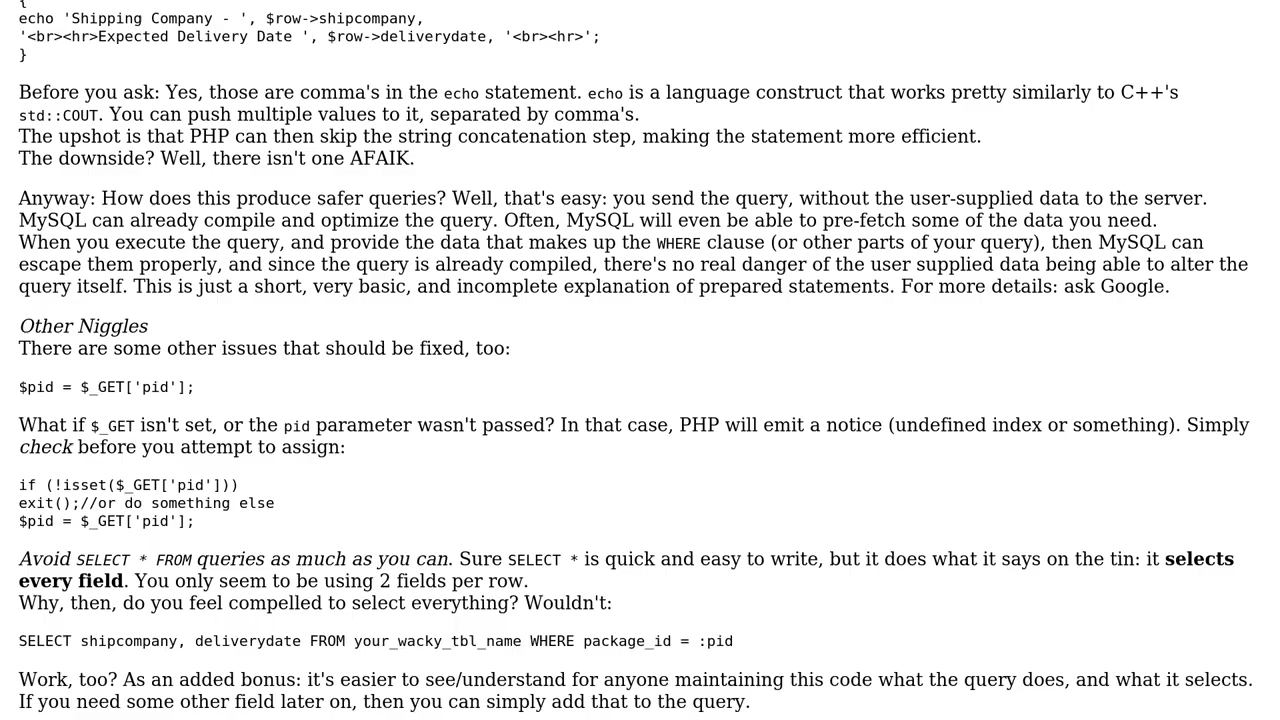 {
echo 'Shipping Company - ', $row->shipcompany,
'<br><hr>Expected Delivery Date ', $row->deliverydate, '<br><hr>';
}
Before you ask: Yes, those are comma's in the echo statement. echo is a language construct that works pretty similarly to C++'s
std::COUT. You can push multiple values to it, separated by comma's.
The upshot is that PHP can then skip the string concatenation step, making the statement more efficient.
The downside? Well, there isn't one AFAIK.
Anyway: How does this produce safer queries? Well, that's easy: you send the query, without the user-supplied data to the server.
MySQL can already compile and optimize the query. Often, MySQL will even be able to pre-fetch some of the data you need.
When you execute the query, and provide the data that makes up the WHERE clause (or other parts of your query), then MySQL can
escape them properly, and since the query is already compiled, there's no real danger of the user supplied data being able to alter the
query itself. This is just a short, very basic, and incomplete explanation of prepared statements. For more details: ask Google.
Other Niggles
There are some other issues that should be fixed, too:
$pid = $_GET['pid'];
What if $_GET isn't set, or the pid parameter wasn't passed? In that case, PHP will emit a notice (undefined index or something). Simply
check before you attempt to assign:
if (!isset($_GET['pid']))
exit();//or do something else
$pid = $_GET['pid'];
Avoid SELECT * FROM queries as much as you can. Sure SELECT * is quick and easy to write, but it does what it says on the tin: it selects
every field. You only seem to be using 2 fields per row.
Why, then, do you feel compelled to select everything? Wouldn't:
SELECT shipcompany, deliverydate FROM your_wacky_tbl_name WHERE package_id = :pid
Work, too? As an added bonus: it's easier to see/understand for anyone maintaining this code what the query does, and what it selects.
If you need some other field later on, then you can simply add that to the query.